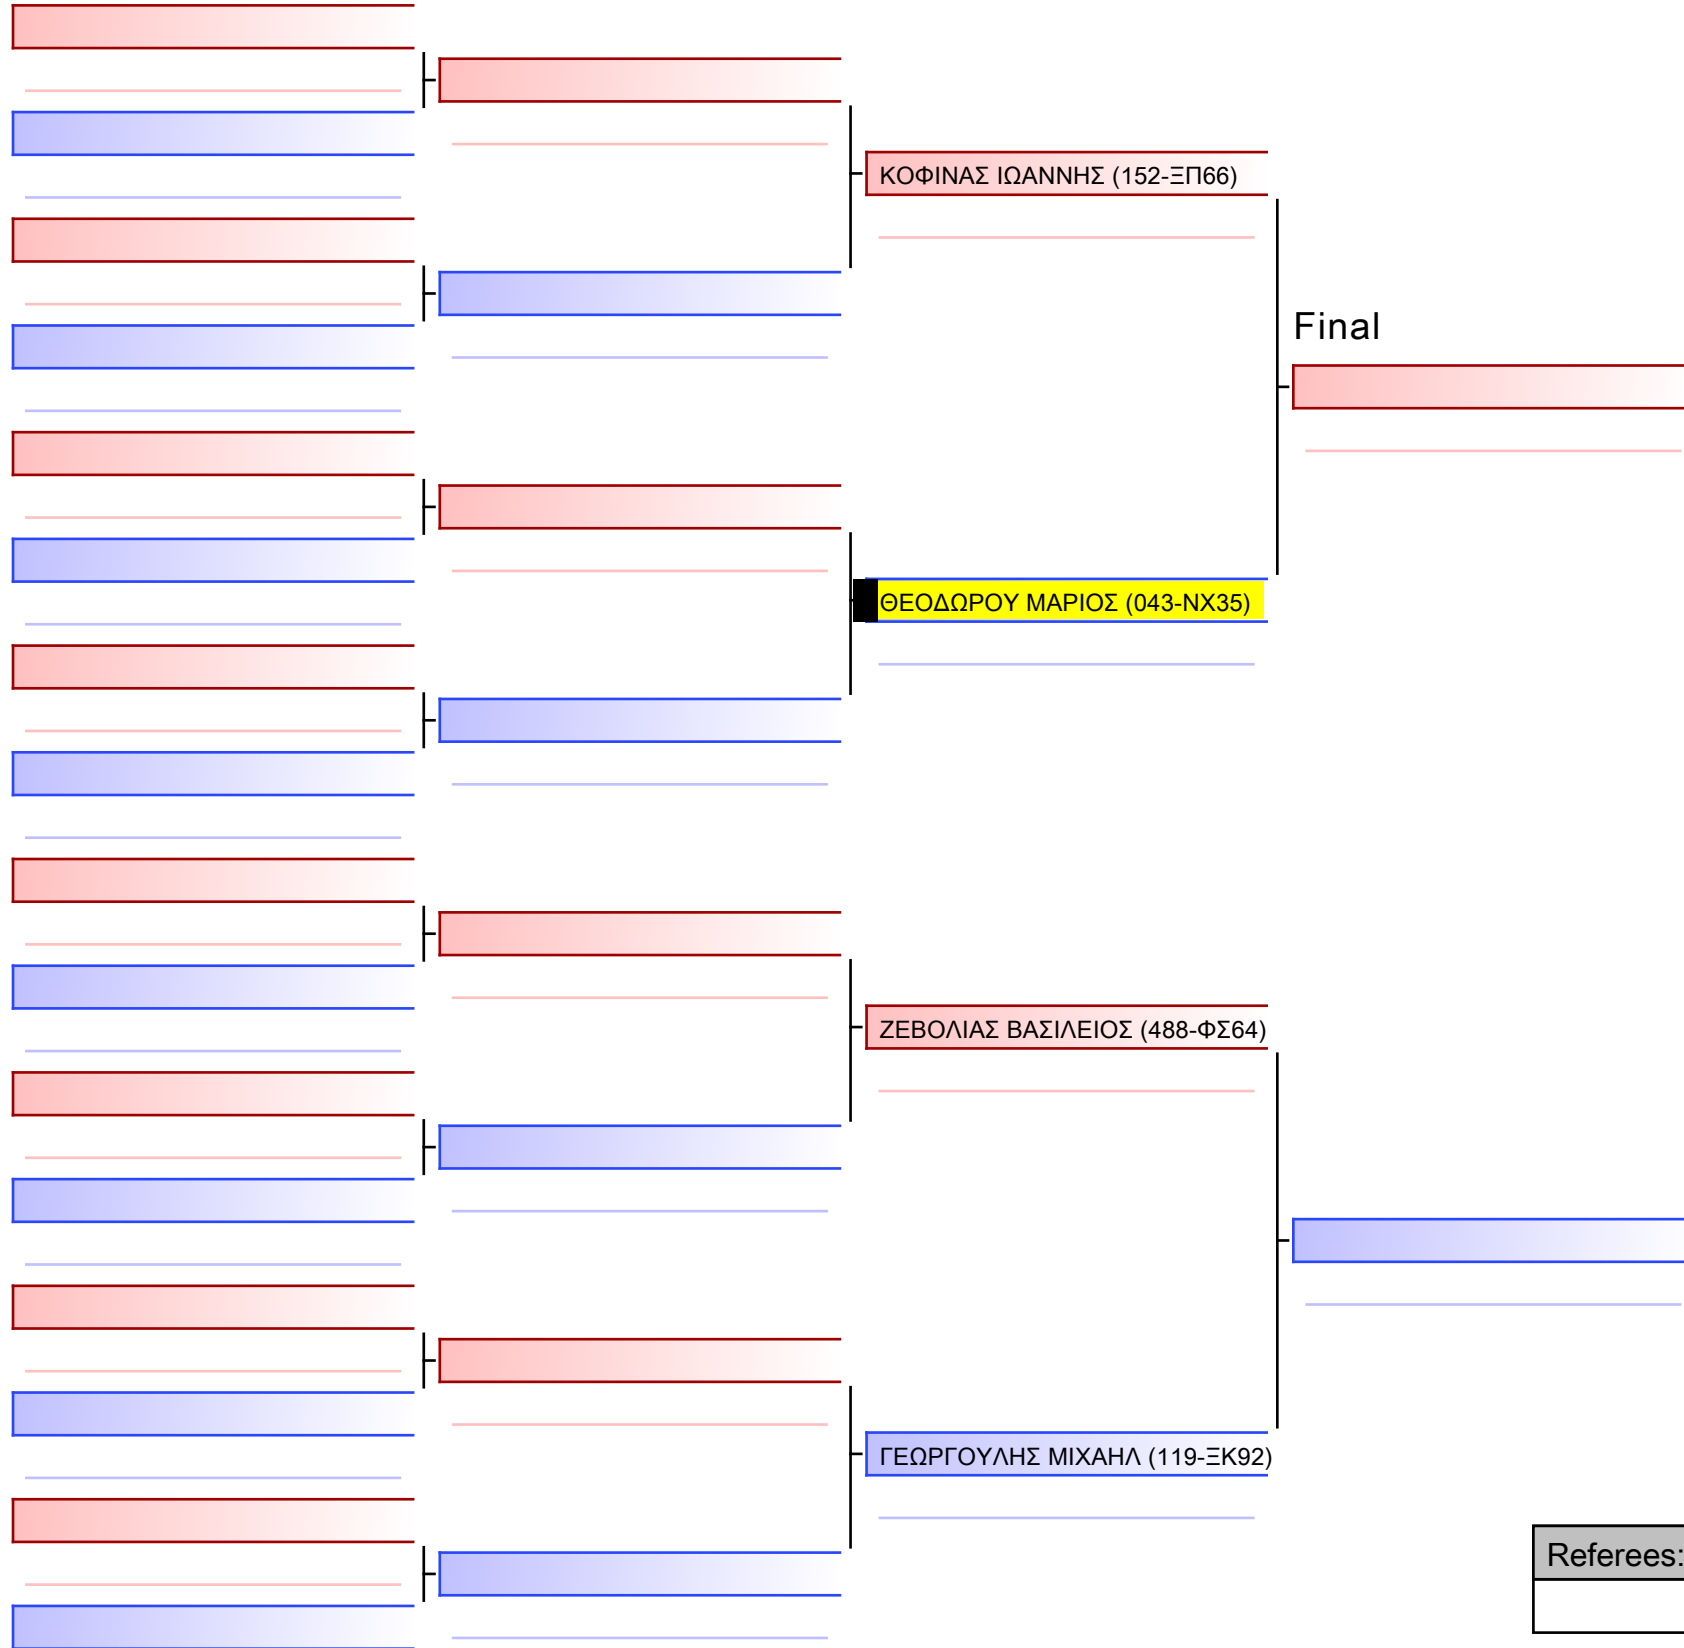 ΚΟΦΙΝΑΣ ΙΩΑΝΝΗΣ (152-ΞΠ66)
Final
ΘΕΟΔΩΡΟΥ ΜΑΡΙΟΣ (043-ΝΧ35)
ΖΕΒΟΛΙΑΣ ΒΑΣΙΛΕΙΟΣ (488-ΦΣ64)
ΓΕΩΡΓΟΥΛΗΣ ΜΙΧΑΗΛ (119-ΞΚ92)
Referees: